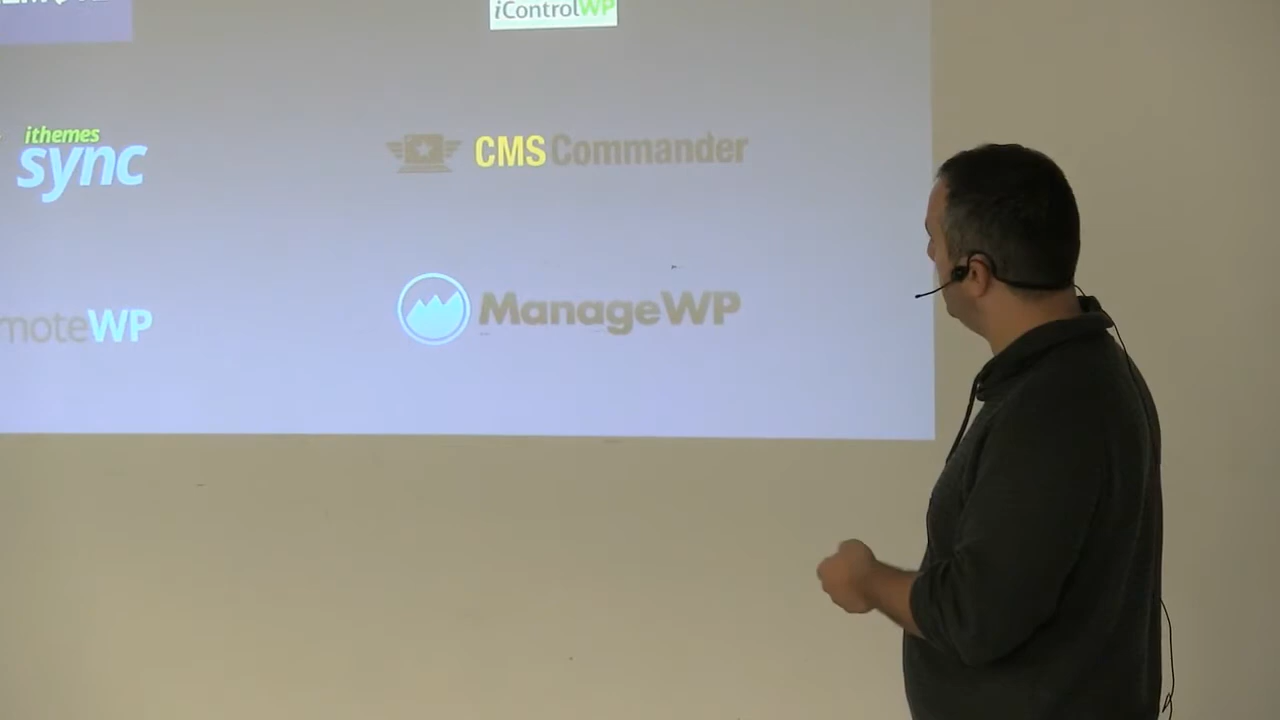 iControlWP
ithemes
sync
CMS Commander
moteWP
ManageWP